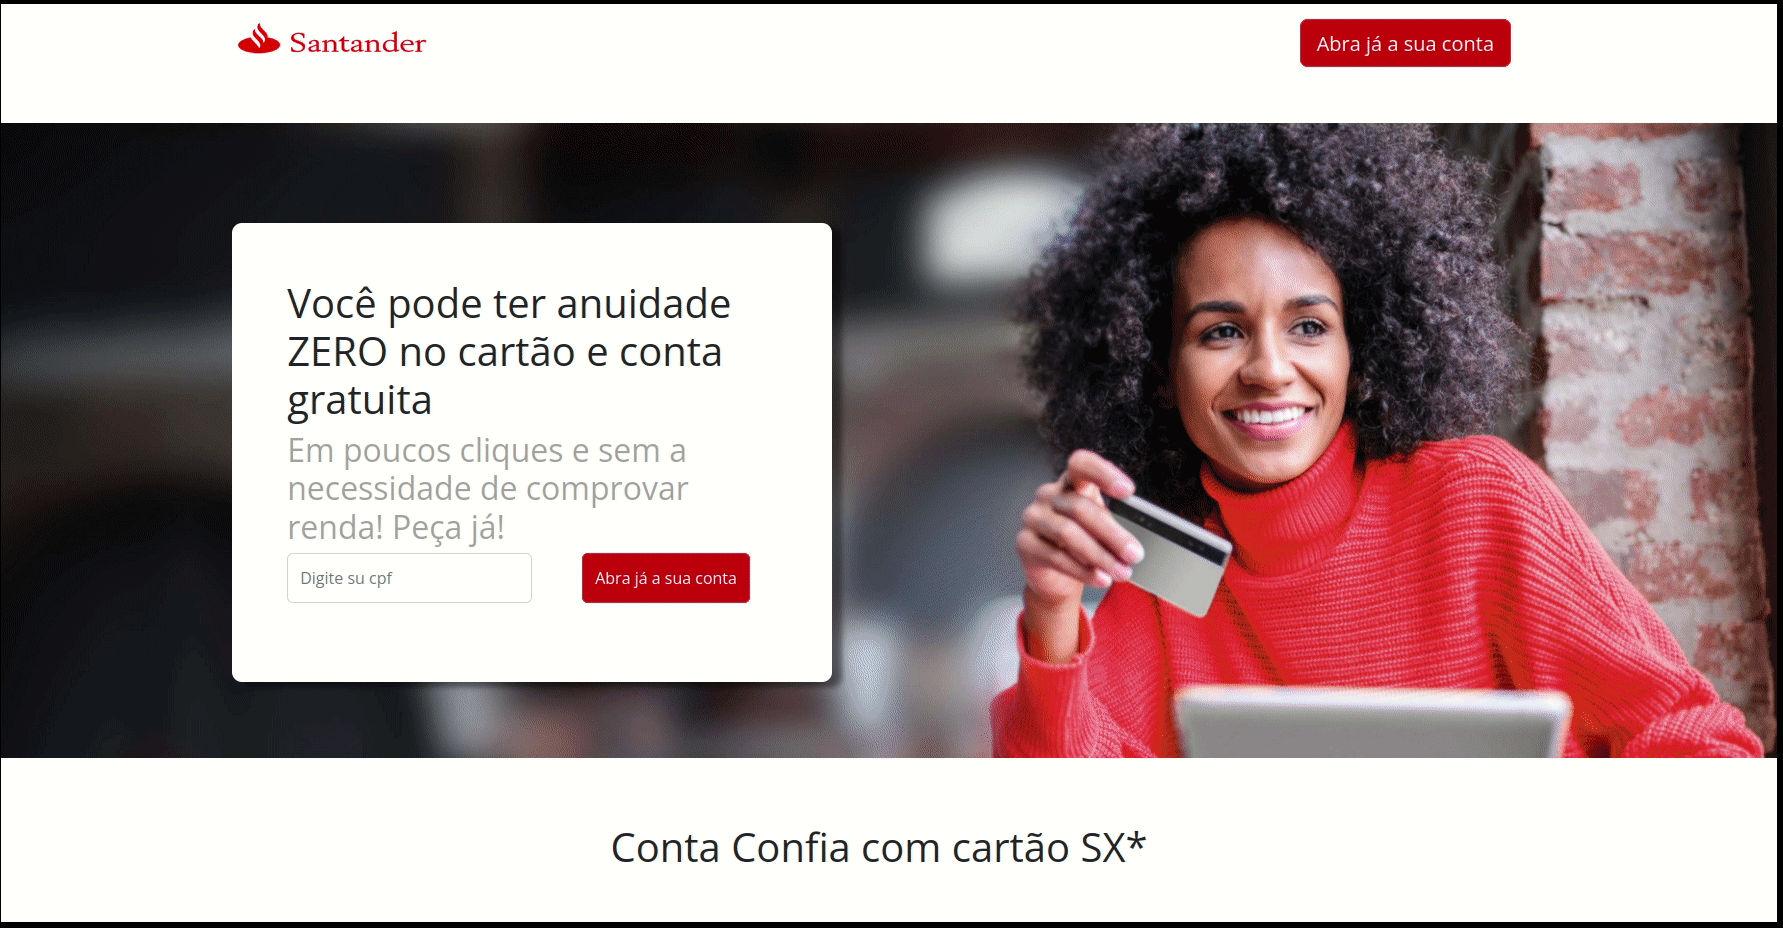 Santander
Abra já a sua conta
Você pode ter anuidade
ZERO no cartão e conta
gratuita
Em poucos cliques e sem a
necessidade de comprovar
renda! Peça já!
Digite su cpf
Abra já a sua conta
Conta Confia com cartão SX*